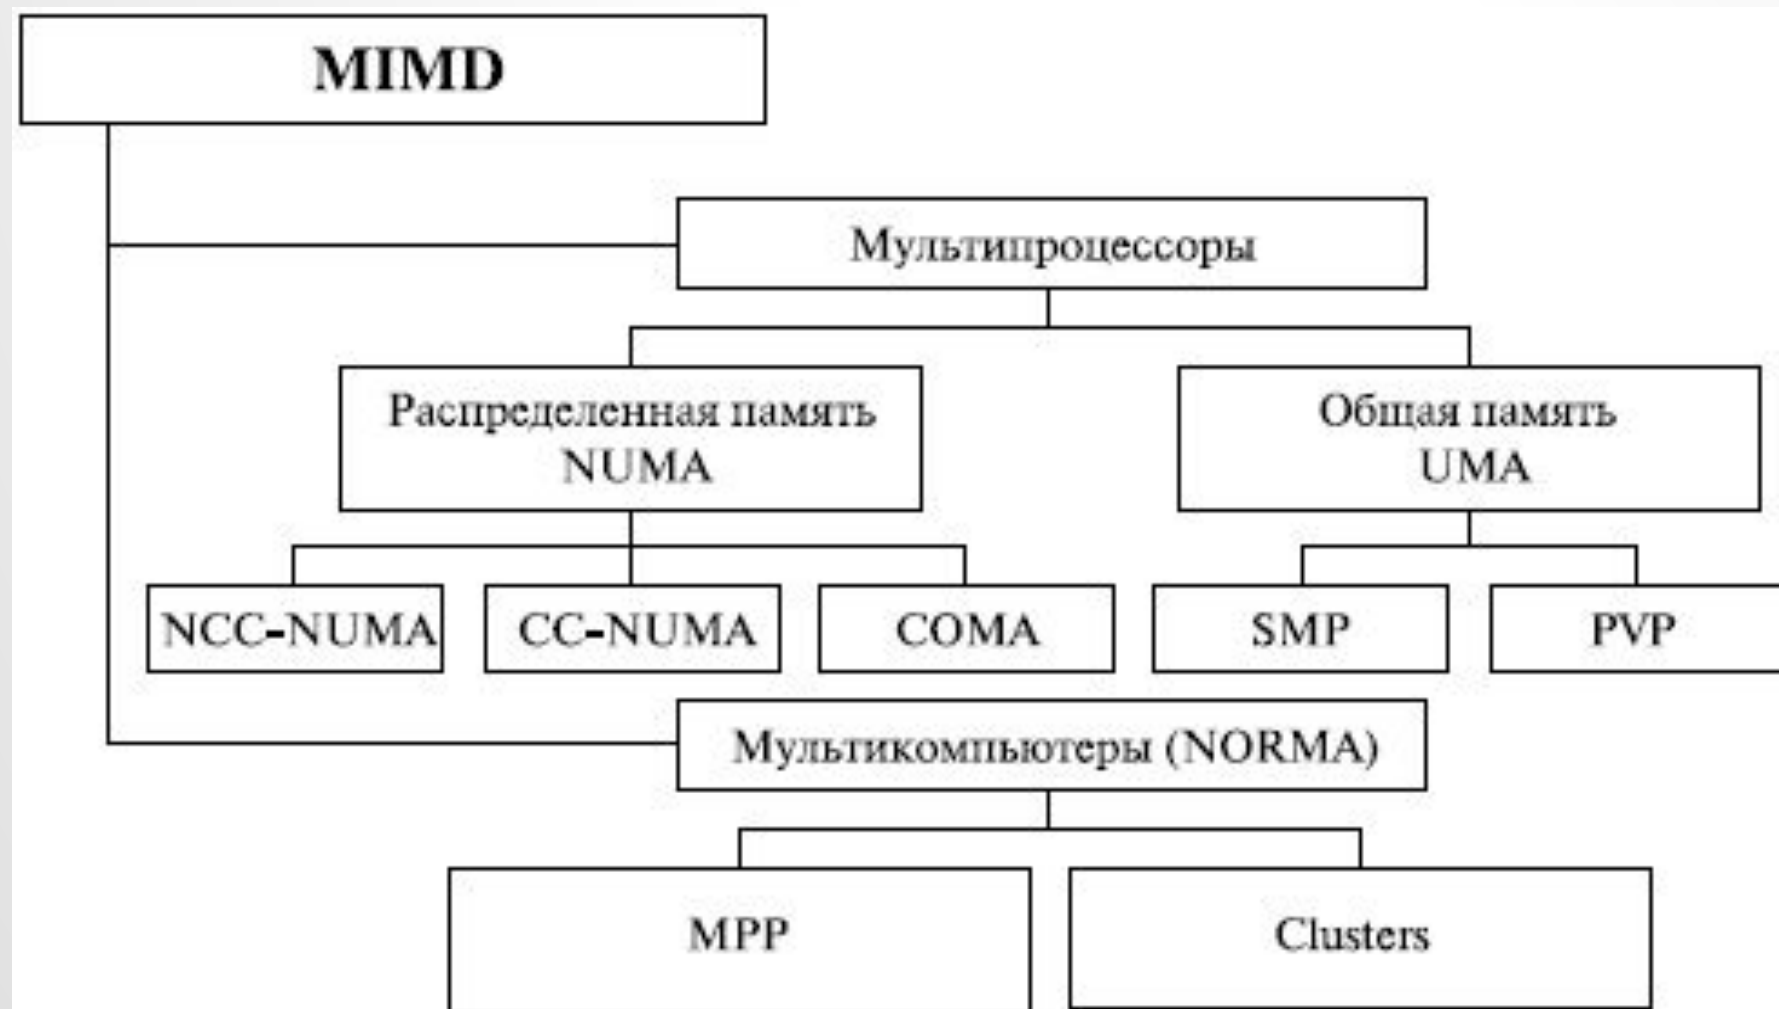 MIMD
Мультипроцессоры
Распределенная память
NUMA
Общая память
UMA
NCC-NUMA
CC-NUMA
COMA
SMP
PVP
Мультикомпьютеры (NORMA)
MPP
Clusters